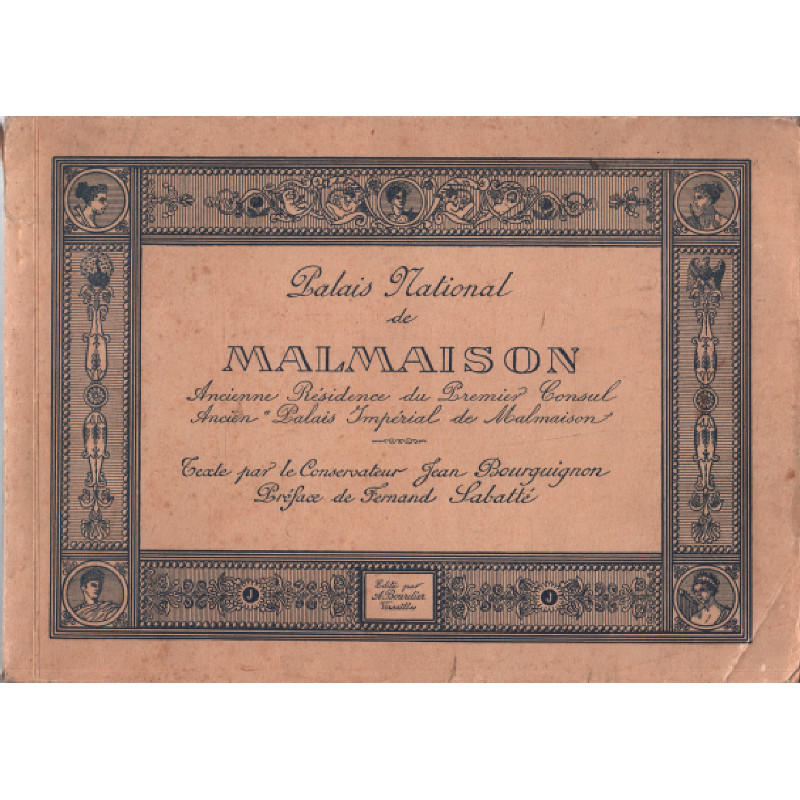 Palais National
de
MALMAISON
Ancienne Résidence du Premier Consul
Ancien "Palais Impérial de Malmaison"
Texte par le Conservateur Jean Bourguignon
Préface de Fernand Sabatté
J
Edité par
A. Bourdier
Versailles
J